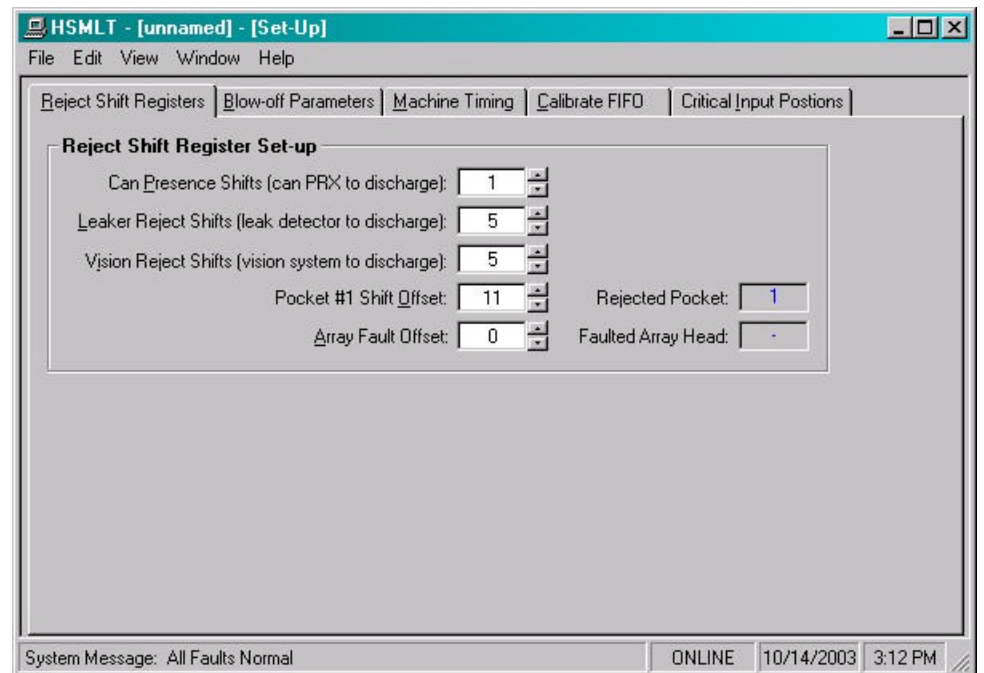 HSMLT - [unnamed] - [Set-Up]
File Edit View Window Help
Reject Shift Registers Blow-off Parameters Machine Timing Calibrate FIFO Critical Input Postions
Reject Shift Register Set-up
Can Presence Shifts (can PRX to discharge): 1
Leaker Reject Shifts (leak detector to discharge): 5
Vision Reject Shifts (vision system to discharge): 5
Pocket #1 Shift Offset: 11 Rejected Pocket: 1
Array Fault Offset: 0 Faulted Array Head: -
System Message: All Faults Normal ONLINE 10/14/2003 3:12 PM